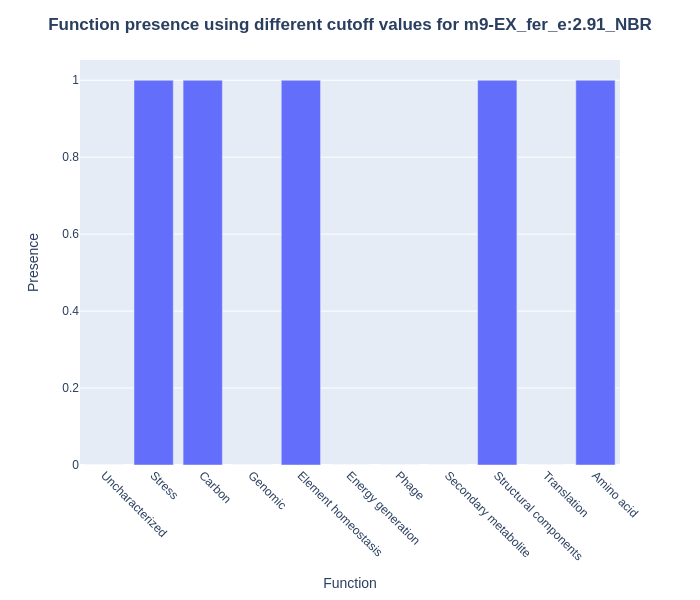 Function presence using different cutoff values for m9-EX_fer_e:2.91_NBR
1
0.8
0.6
0.4
0.2
0
Presence
Uncharacterized
Stress
Carbon
Genomic
Element homeostasis
Energy generation
Phage
Secondary metabolite
Structural components
Translation
Amino acid
Function